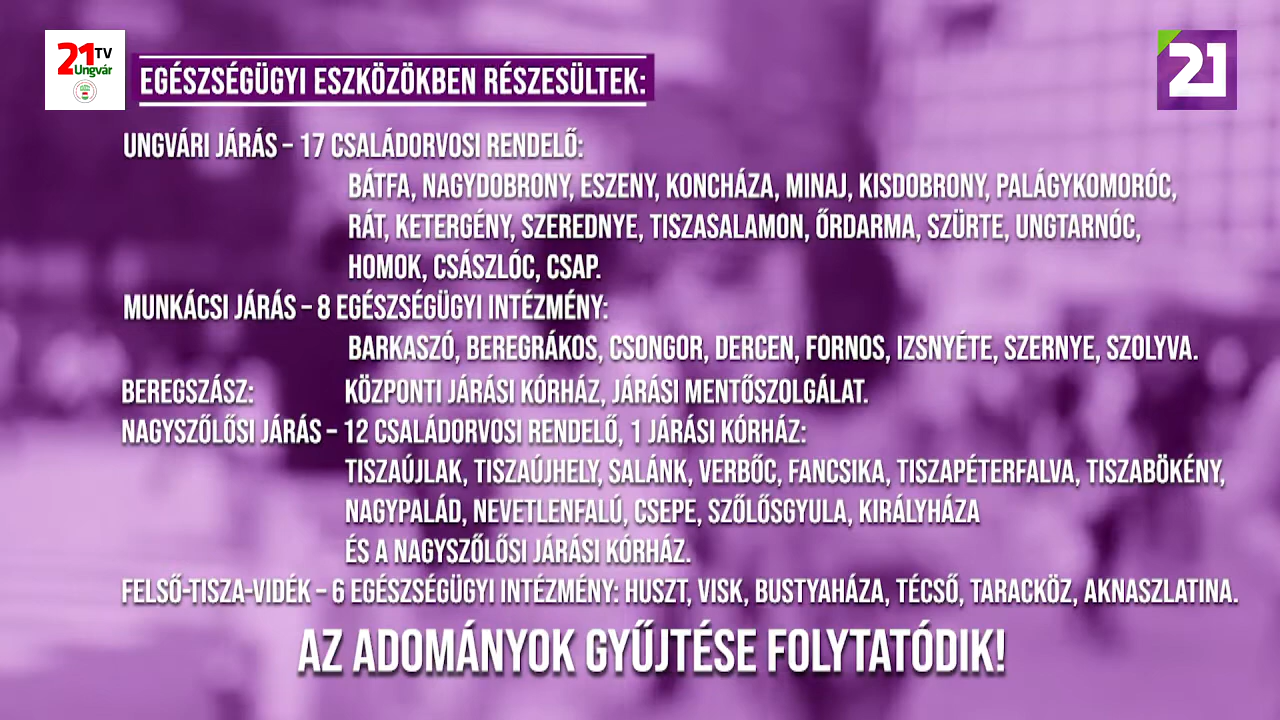 21 TV
Ungvár
21
EGÉSZSÉGÜGYI ESZKÖZÖKBEN RÉSZESÜLTEK:
UNGVÁRI JÁRÁS – 17 CSALÁDORVOSI RENDELŐ:
BÁTFA, NAGYDOBRONY, ESZENY, KONCHÁZA, MINAJ, KISDOBRONY, PALÁGYKOMORÓC,
RÁT, KETERGÉNY, SZEREDNYE, TISZASALAMON, ŐRDARMA, SZÜRTE, UNGTARNÓC,
HOMOK, CSÁSZLÓC, CSAP.
MUNKÁCSI JÁRÁS – 8 EGÉSZSÉGÜGYI INTÉZMÉNY:
BARKASZÓ, BEREGRÁKOS, CSONGOR, DERCEN, FORNOS, IZSNYÉTE, SZERNYE, SZOLYVA.
BEREGSZÁSZ: KÖZPONTI JÁRÁSI KÓRHÁZ, JÁRÁSI MENTŐSZOLGÁLAT.
NAGYSZŐLŐSI JÁRÁS – 12 CSALÁDORVOSI RENDELŐ, 1 JÁRÁSI KÓRHÁZ:
TISZAÚJLAK, TISZAÚJHELY, SALÁNK, VERBŐC, FANCSIKA, TISZAPÉTERFALVA, TISZABÖKÉNY,
NAGYPALÁD, NEVETLENFALÚ, CSEPE, SZŐLŐSGYULA, KIRÁLYHÁZA
ÉS A NAGYSZŐLŐSI JÁRÁSI KÓRHÁZ.
FELSŐ-TISZA-VIDÉK – 6 EGÉSZSÉGÜGYI INTÉZMÉNY: HUSZT, VISK, BUSTYAHÁZA, TÉCSŐ, TARACKÖZ, AKNASZLATINA.
AZ ADOMÁNYOK GYŰJTÉSE FOLYTATÓDIK!